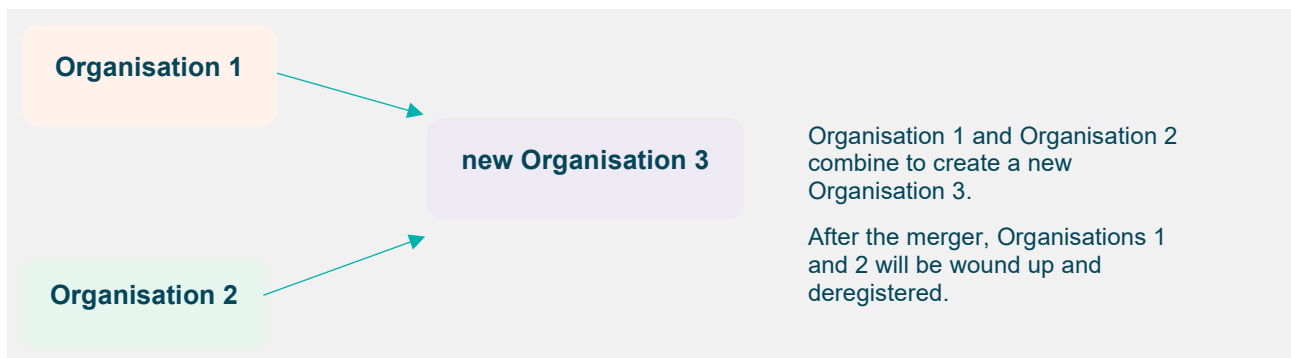 Organisation 1
new Organisation 3
Organisation 2
Organisation 1 and Organisation 2
combine to create a new
Organisation 3.
After the merger, Organisations 1
and 2 will be wound up and
deregistered.